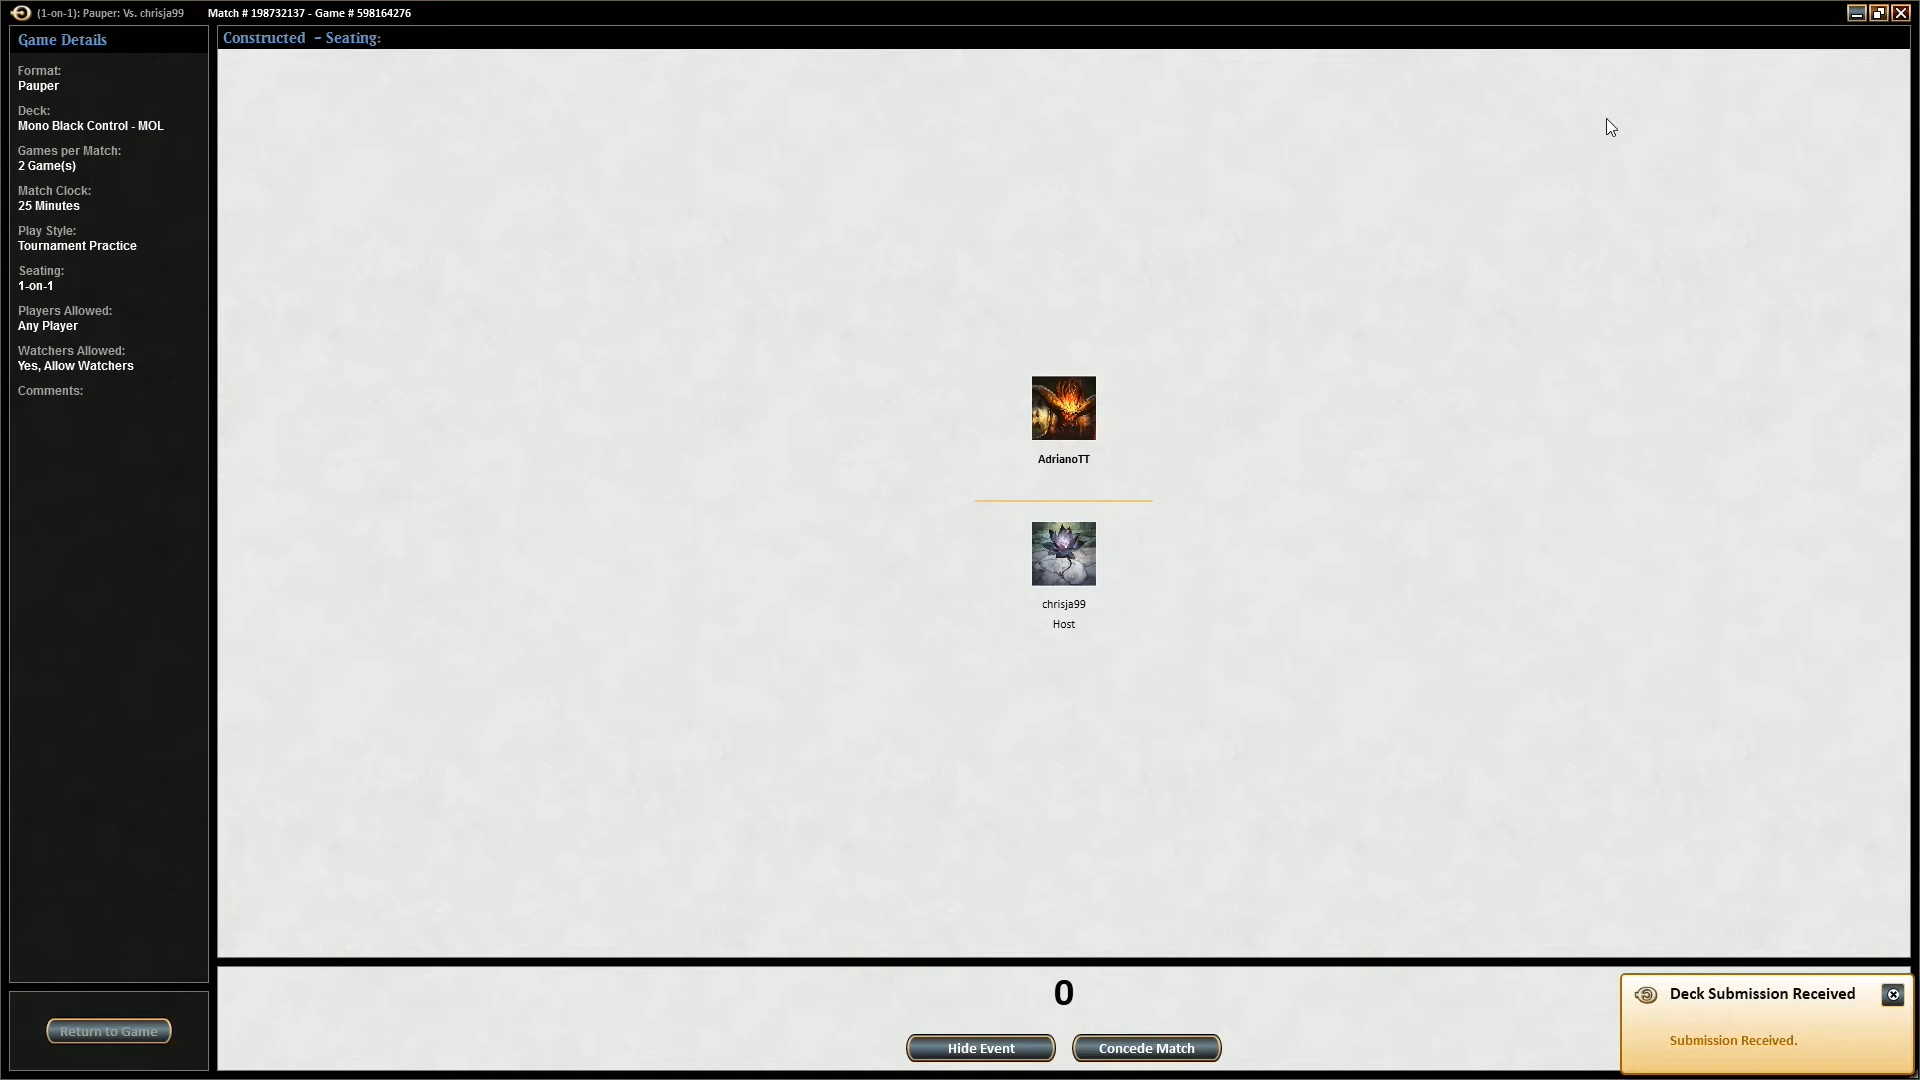 (1-on-1): Pauper: Vs. chrisja99 Match # 198732137 - Game # 598164276
Game Details
Format:
Pauper
Deck:
Mono Black Control - MOL
Games per Match:
2 Game(s)
Match Clock:
25 Minutes
Play Style:
Tournament Practice
Seating:
1-on-1
Players Allowed:
Any Player
Watchers Allowed:
Yes, Allow Watchers
Comments:
Return to Game
Constructed - Seating:
AdrianoTT
chrisja99
Host
0
Hide Event Concede Match
Deck Submission Received
Submission Received.